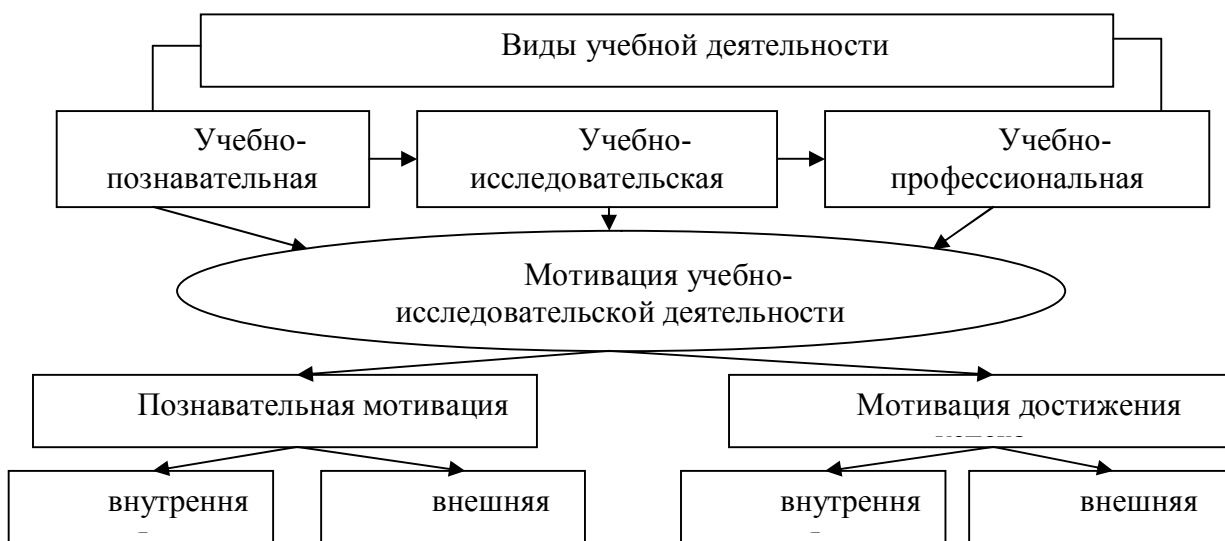 Виды учебной деятельности
Учебно-
познавательная
Учебно-
исследовательская
Учебно-
профессиональная
Мотивация учебно-
исследовательской деятельности
Познавательная мотивация
Мотивация достижения
внутрення
внешняя
внутрення
внешняя